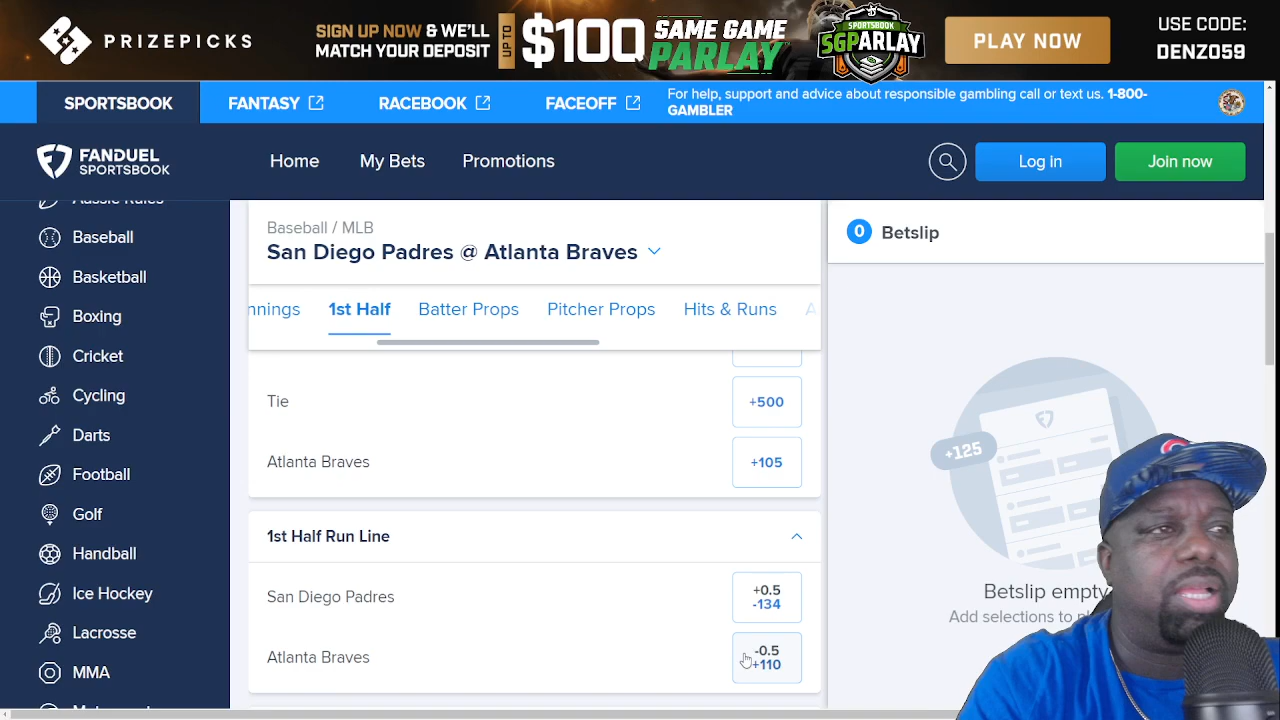 PRIZEPICKS
SIGN UP NOW & WE'LL
MATCH YOUR DEPOSIT
UP TO
$100
SAME GAME
PARLAY
SPORTSBOOK
SGPARLAY
PLAY NOW
USE CODE:
DENZO59
SPORTSBOOK
FANTASY
RACEBOOK
FACEOFF
For help, support and advice about responsible gambling call or text us. 1-800-
GAMBLER
FANDUEL
SPORTSBOOK
Home
My Bets
Promotions
Log in
Join now
Aussie Rules
Baseball
Basketball
Boxing
Cricket
Cycling
Darts
Football
Golf
Handball
Ice Hockey
Lacrosse
MMA
Baseball / MLB
San Diego Padres @ Atlanta Braves
nnings
1st Half
Batter Props
Pitcher Props
Hits & Runs
A
Tie
+500
Atlanta Braves
+105
1st Half Run Line
San Diego Padres
+0.5
-134
Atlanta Braves
-0.5
+110
0
Betslip
+125
Betslip empty
Add selections to